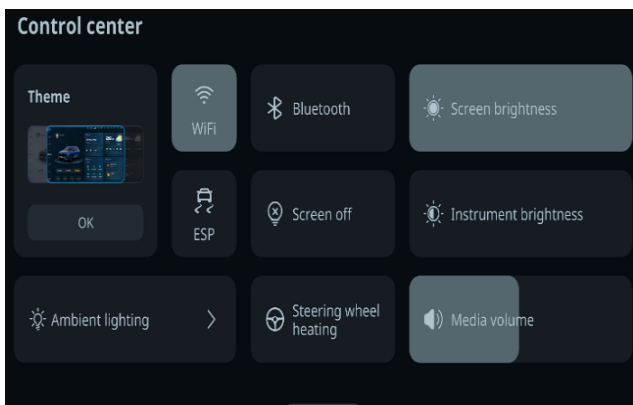 Control center
Theme
OK
WiFi
Bluetooth
Screen brightness
ESP
Screen off
Instrument brightness
Ambient lighting
Steering wheel
heating
Media volume